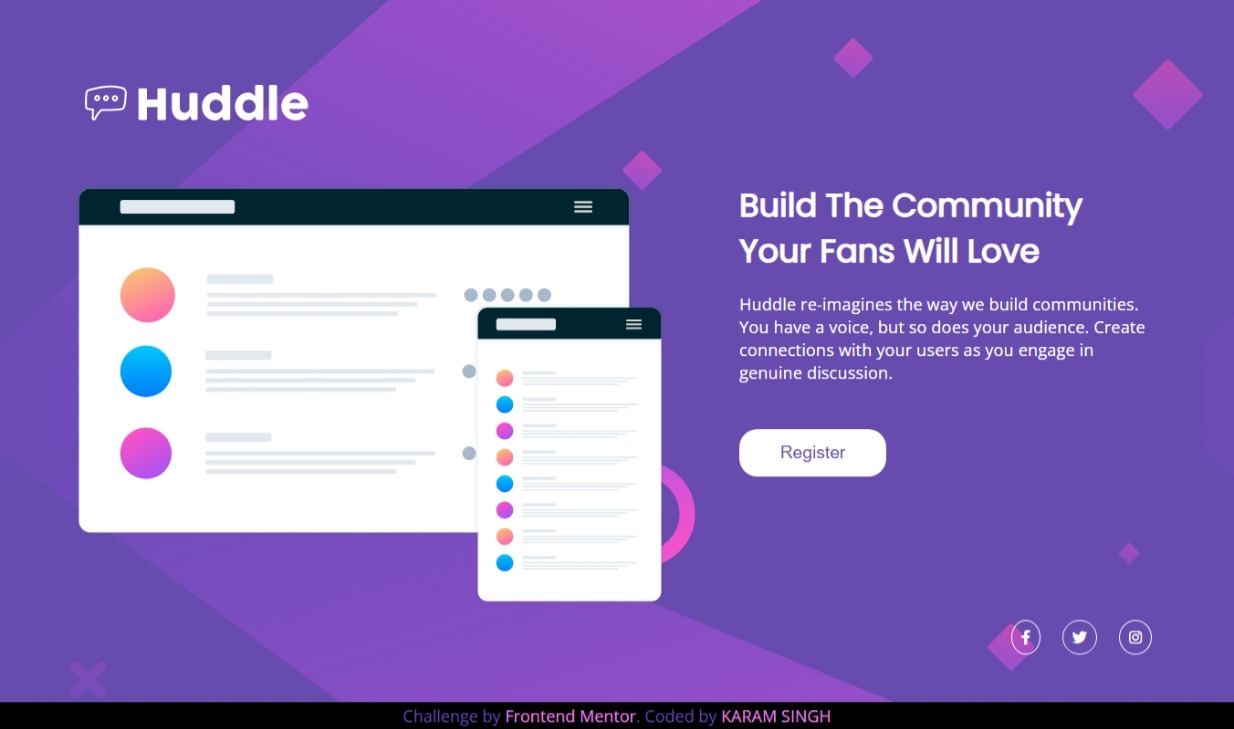 Huddle
Build The Community
Your Fans Will Love
Huddle re-imagines the way we build communities.
You have a voice, but so does your audience. Create
connections with your users as you engage in
genuine discussion.
Register
Challenge by Frontend Mentor. Coded by KARAM SINGH